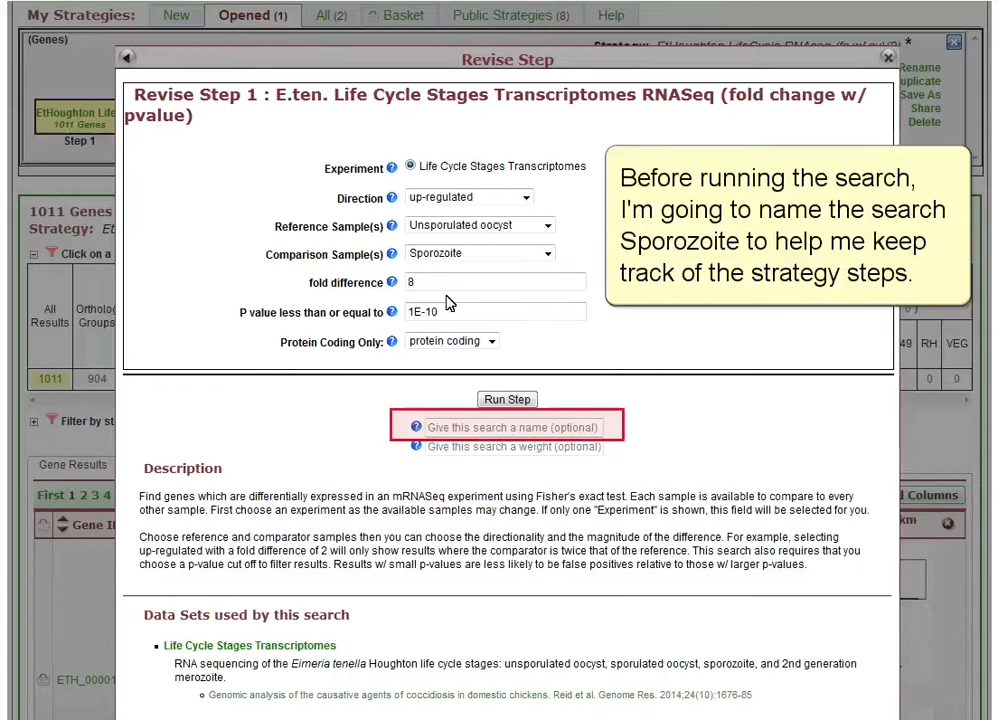 My Strategies: New Opened (1) All (2) Basket Public Strategies (8) Help
(Genes)
Revise Step
Rename
uplicate
Save As
Share
Delete
EtHoughton Life
1011 Genes
Step 1
Revise Step 1 : E.ten. Life Cycle Stages Transcriptomes RNASeq (fold change w/
pvalue)
Experiment ? Life Cycle Stages Transcriptomes
Direction ? up-regulated
Reference Sample(s) ? Unsporulated oocyst
Comparison Sample(s) ? Sporozoite
fold difference ? 8
P value less than or equal to ? 1E-10
Protein Coding Only: ? protein coding
Before running the search,
I'm going to name the search
Sporozoite to help me keep
track of the strategy steps.
1011 Genes
Strategy: Et
Click on a
All
Results
Ortholog
Groups
49 RH VEG
1011 904 0 0
Run Step
Filter by st
? Give this search a name (optional)
? Give this search a weight (optional)
Gene Results
Description
First 1 2 3 4
d Columns
Find genes which are differentially expressed in an mRNASeq experiment using Fisher's exact test. Each sample is available to compare to every
other sample. First choose an experiment as the available samples may change. If only one "Experiment" is shown, this field will be selected for you.
Gene I
km
Choose reference and comparator samples then you can choose the directionality and the magnitude of the difference. For example, selecting
up-regulated with a fold difference of 2 will only show results where the comparator is twice that of the reference. This search also requires that you
choose a p-value cut off to filter results. Results w/ small p-values are less likely to be false positives relative to those w/ larger p-values.
Data Sets used by this search
Life Cycle Stages Transcriptomes
RNA sequencing of the Eimeria tenella Houghton life cycle stages: unsporulated oocyst, sporulated oocyst, sporozoite, and 2nd generation
merozoite.
ETH_00001
Genomic analysis of the causative agents of coccidiosis in domestic chickens. Reid et al. Genome Res. 2014;24(10):1676-85